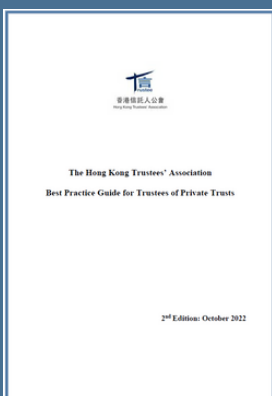 Trustee
香港信託人公會
Hong Kong Trustees' Association
The Hong Kong Trustees' Association
Best Practice Guide for Trustees of Private Trusts
2nd Edition: October 2022